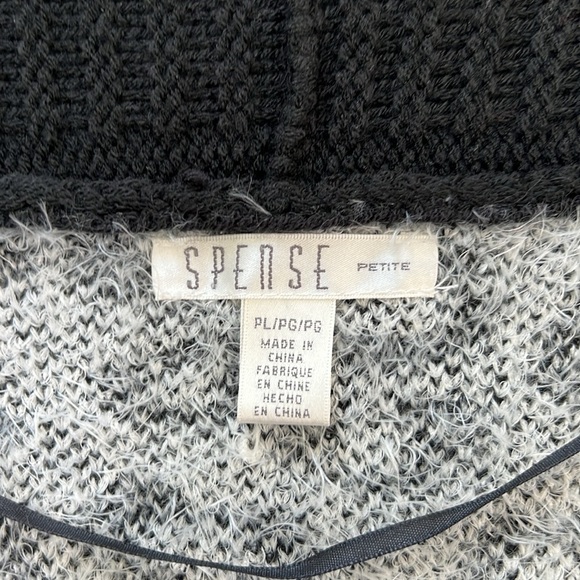 SPENSE PETITE
PL/PG/PG
MADE IN
CHINA
FABRIQUE
EN CHINE
HECHO
EN CHINA